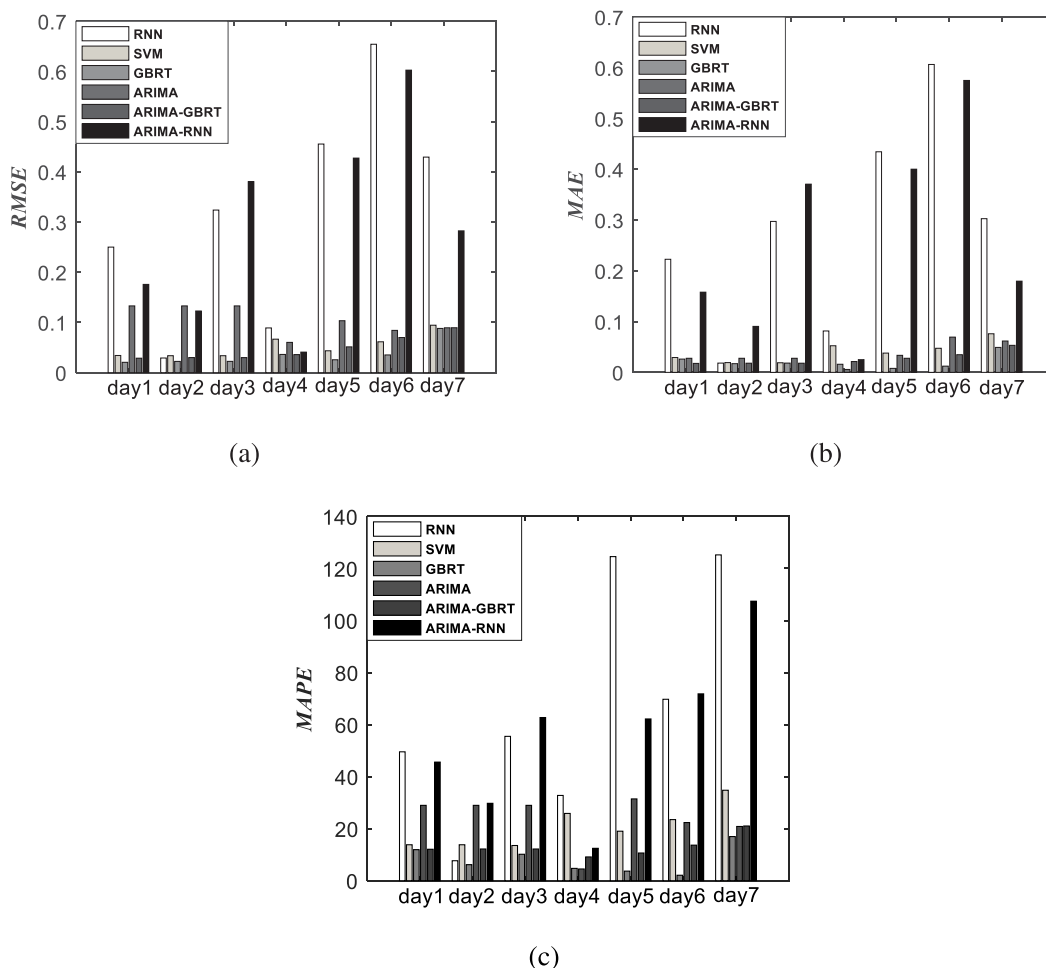 0.7
0.6
0.5
0.4
0.3
0.2
0.1
0
RMSE
RNN
SVM
GBRT
ARIMA
ARIMA-GBRT
ARIMA-RNN
day1 day2 day3 day4 day5 day6 day7
(a)
0.7
0.6
0.5
0.4
0.3
0.2
0.1
0
MAE
RNN
SVM
GBRT
ARIMA
ARIMA-GBRT
ARIMA-RNN
day1 day2 day3 day4 day5 day6 day7
(b)
140
120
100
80
60
40
20
0
MAPE
RNN
SVM
GBRT
ARIMA
ARIMA-GBRT
ARIMA-RNN
day1 day2 day3 day4 day5 day6 day7
(c)